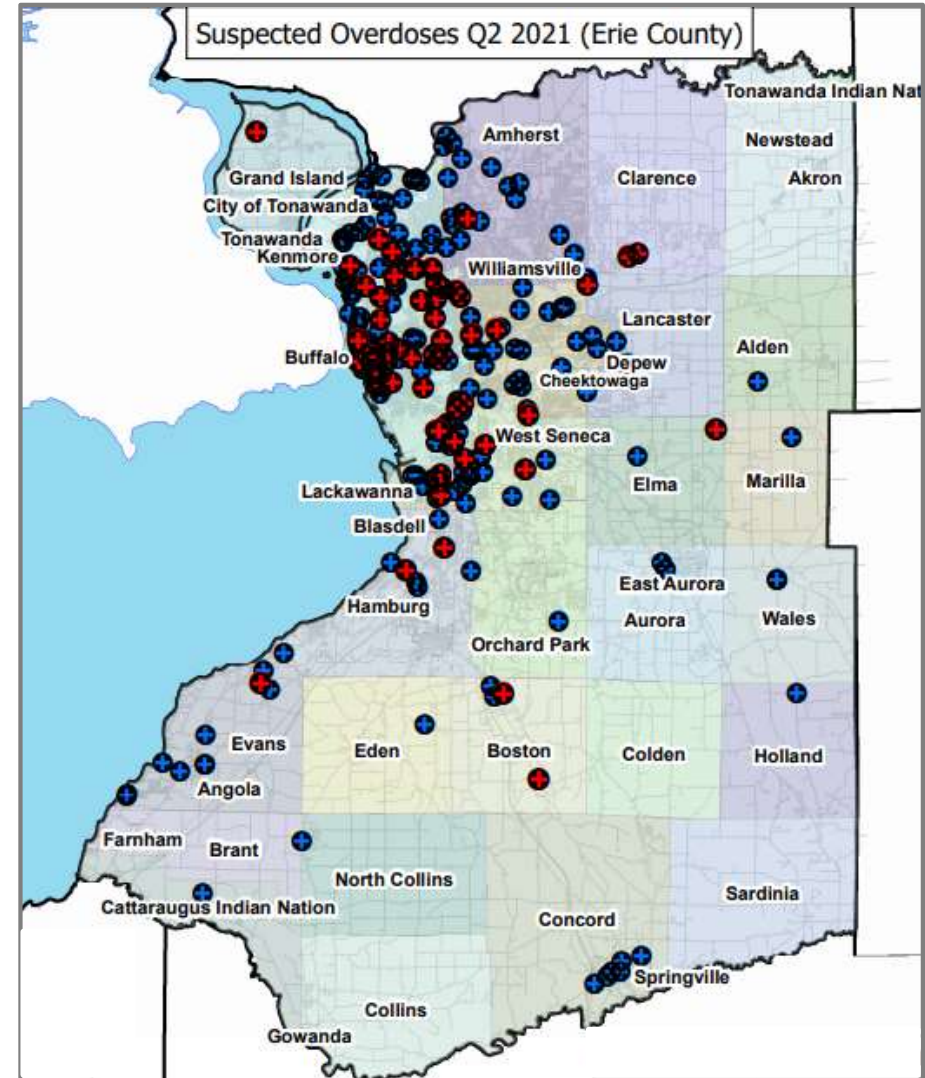 Suspected Overdoses Q2 2021 (Erie County)
Tonawanda Indian Nat
Amherst
Newstead
Grand Island
Clarence
Akron
City of Tonawanda
Tonawanda
Kenmore
Williamsville
Lancaster
Alden
Buffalo
Depew
Cheektowaga
West Seneca
Elma
Marilla
Lackawanna
Blasdell
East Aurora
Hamburg
Aurora
Wales
Orchard Park
Evans
Eden
Boston
Colden
Holland
Angola
Farnham
Brant
North Collins
Sardinia
Cattaraugus Indian Nation
Concord
Springville
Collins
Gowanda